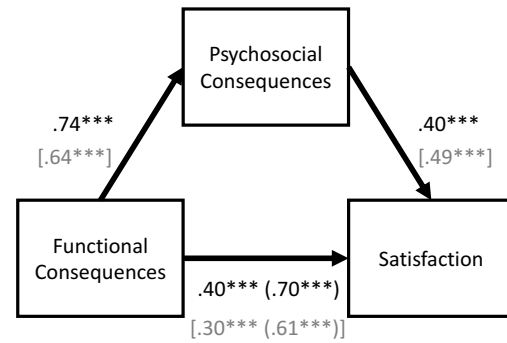 Psychosocial
Consequences
.74***
[.64***]
.40***
[.49***]
Functional
Consequences
Satisfaction
.40*** (.70***)
[.30*** (.61***)]